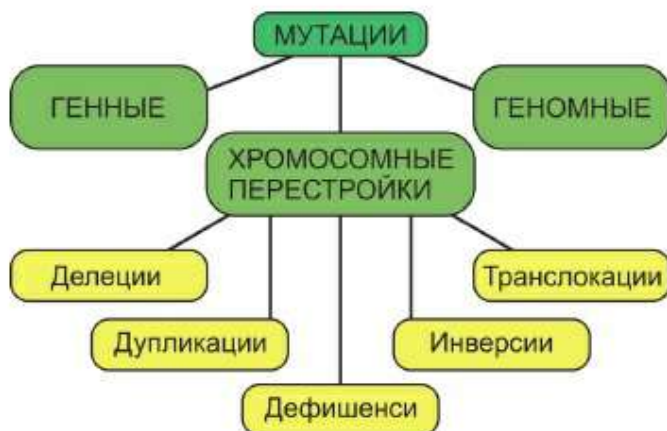 МУТАЦИИ
ГЕННЫЕ
ГЕНОМНЫЕ
ХРОМОСОМНЫЕ
ПЕРЕСТРОЙКИ
Делеции
Транслокации
Дупликации
Инверсии
Дефишенси